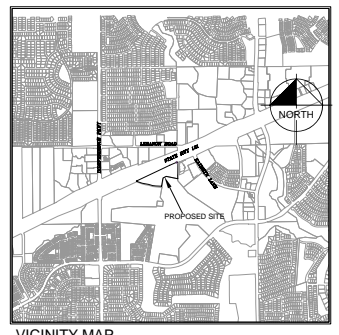 NORTH
LEBANON ROAD
STATE HWY 121
PROPOSED SITE
VICINITY MAP